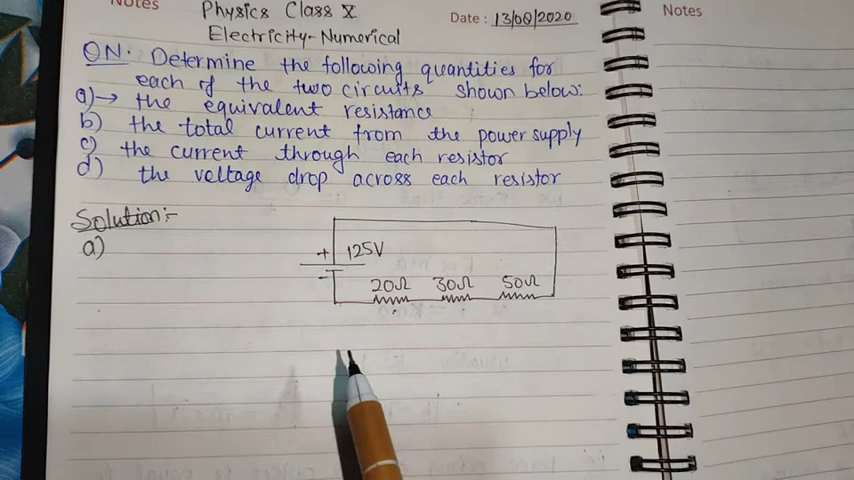 Notes
Physics Class X
Date: 13/08/2020
Notes
Electricity-Numerical
QN. Determine the following quantities for
each of the two circuits shown below:
a)→ the equivalent resistance
b) the total current from the power supply
c) the current through each resistor
d) the voltage drop across each resistor
Solution:-
a)
+ 125V
-
20Ω 30Ω 50Ω